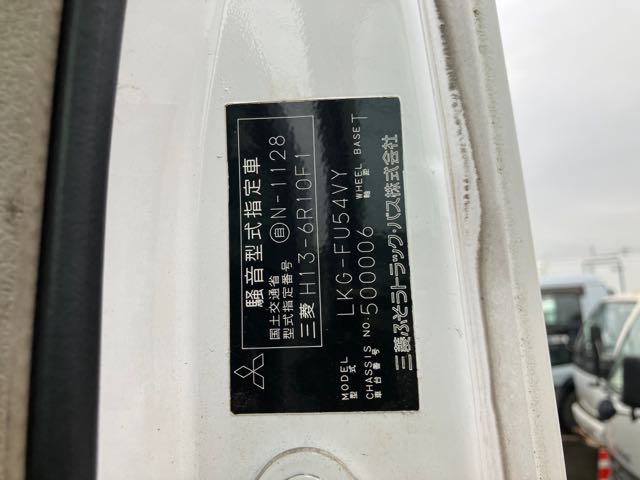 騒音型式指定車
国土交通省
型式指定番号 自N-1128
三菱 H13-6R10F1
MODEL
型式 LKG-FU54VY
CHASSIS NO.
車台番号 500006
WHEEL BASE
軸距 T
三菱ふそうトラック・バス株式会社